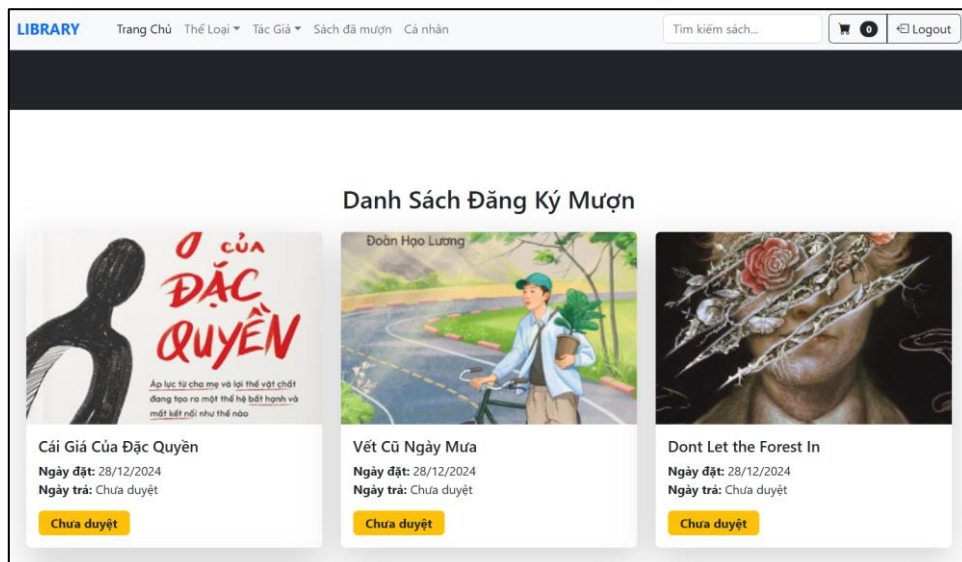 LIBRARY Trang Chủ Thể Loại Tác Giả Sách đã mượn Cá nhân Tìm kiếm sách... 0 Logout
Danh Sách Đăng Ký Mượn
CỦA
ĐẶC
QUYỀN
Áp lực từ cha mẹ và lợi thế vật chất
đang tạo ra một thế hệ bất hạnh và
mất kết nối như thế nào
Đoàn Hạo Lương
Cái Giá Của Đặc Quyền
Ngày đặt: 28/12/2024
Ngày trả: Chưa duyệt
Chưa duyệt
Vết Cũ Ngày Mưa
Ngày đặt: 28/12/2024
Ngày trả: Chưa duyệt
Chưa duyệt
Dont Let the Forest In
Ngày đặt: 28/12/2024
Ngày trả: Chưa duyệt
Chưa duyệt